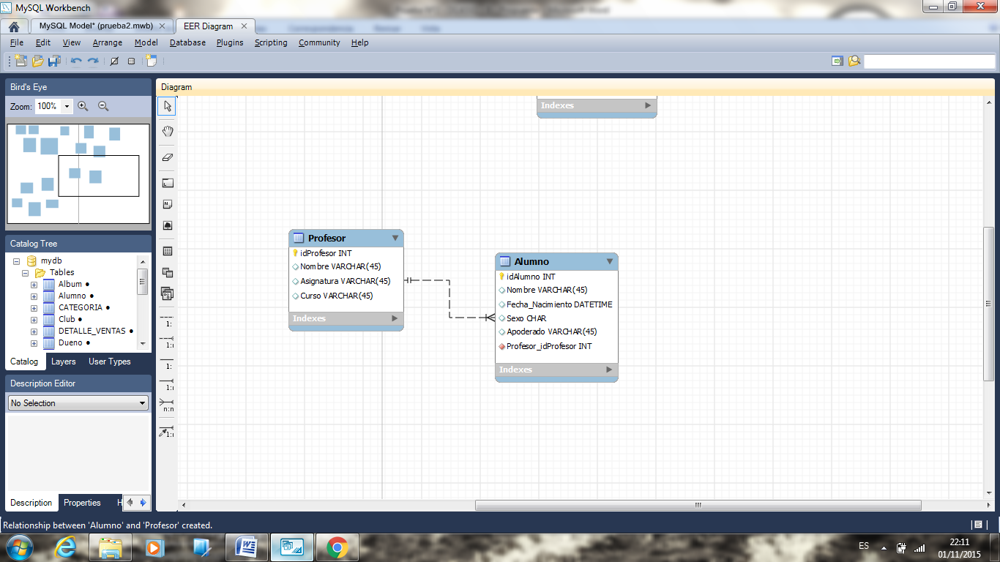 MySQL Workbench
MySQL Model* (prueba2.mwb)
EER Diagram
File Edit View Arrange Model Database Plugins Scripting Community Help
Bird's Eye
Zoom: 100%
Catalog Tree
mydb
Tables
Album
Alumno
CATEGORIA
Club
DETALLE_VENTAS
Dueno
Catalog Layers User Types
Description Editor
No Selection
Description Properties H
Diagram
1:
1:n
1:
1:n
n:n
1:n
Indexes
Profesor
idProfesor INT
Nombre VARCHAR(45)
Asignatura VARCHAR(45)
Curso VARCHAR(45)
Indexes
Alumno
idAlumno INT
Nombre VARCHAR(45)
Fecha_Nacimiento DATETIME
Sexo CHAR
Apoderado VARCHAR(45)
Profesor_idProfesor INT
Indexes
Relationship between 'Alumno' and 'Profesor' created.
ES
22:11
01/11/2015